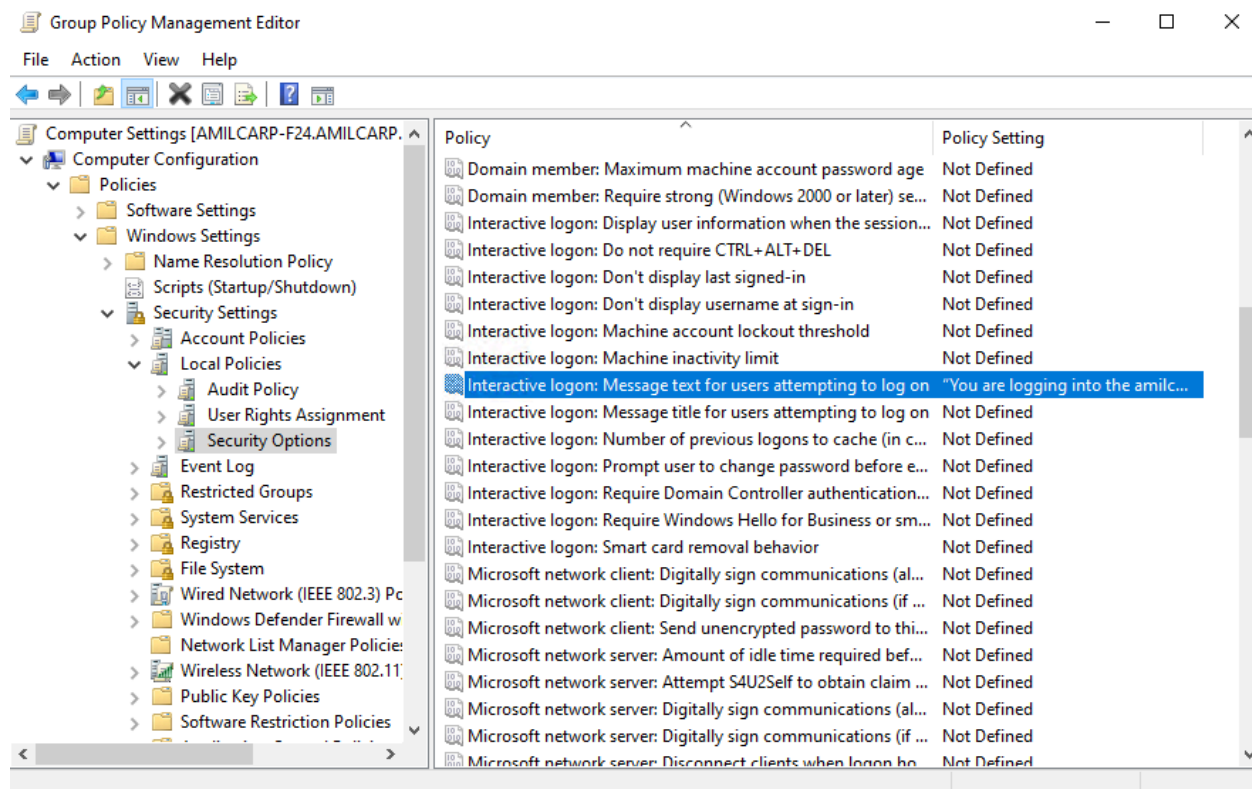 Group Policy Management Editor
File Action View Help
Computer Settings [AMILCARP-F24.AMILCARP.
Computer Configuration
Policies
Software Settings
Windows Settings
Name Resolution Policy
Scripts (Startup/Shutdown)
Security Settings
Account Policies
Local Policies
Audit Policy
User Rights Assignment
Security Options
Event Log
Restricted Groups
System Services
Registry
File System
Wired Network (IEEE 802.3) Pc
Windows Defender Firewall w
Network List Manager Policies
Wireless Network (IEEE 802.11)
Public Key Policies
Software Restriction Policies
Policy Policy Setting
Domain member: Maximum machine account password age Not Defined
Domain member: Require strong (Windows 2000 or later) se... Not Defined
Interactive logon: Display user information when the session... Not Defined
Interactive logon: Do not require CTRL+ALT+DEL Not Defined
Interactive logon: Don't display last signed-in Not Defined
Interactive logon: Don't display username at sign-in Not Defined
Interactive logon: Machine account lockout threshold Not Defined
Interactive logon: Machine inactivity limit Not Defined
Interactive logon: Message text for users attempting to log on “You are logging into the amilc...
Interactive logon: Message title for users attempting to log on Not Defined
Interactive logon: Number of previous logons to cache (in c... Not Defined
Interactive logon: Prompt user to change password before e... Not Defined
Interactive logon: Require Domain Controller authentication... Not Defined
Interactive logon: Require Windows Hello for Business or sm... Not Defined
Interactive logon: Smart card removal behavior Not Defined
Microsoft network client: Digitally sign communications (al... Not Defined
Microsoft network client: Digitally sign communications (if ... Not Defined
Microsoft network client: Send unencrypted password to thi... Not Defined
Microsoft network server: Amount of idle time required bef... Not Defined
Microsoft network server: Attempt S4U2Self to obtain claim ... Not Defined
Microsoft network server: Digitally sign communications (al... Not Defined
Microsoft network server: Digitally sign communications (if ... Not Defined
Microsoft network server: Disconnect clients when logon ho... Not Defined